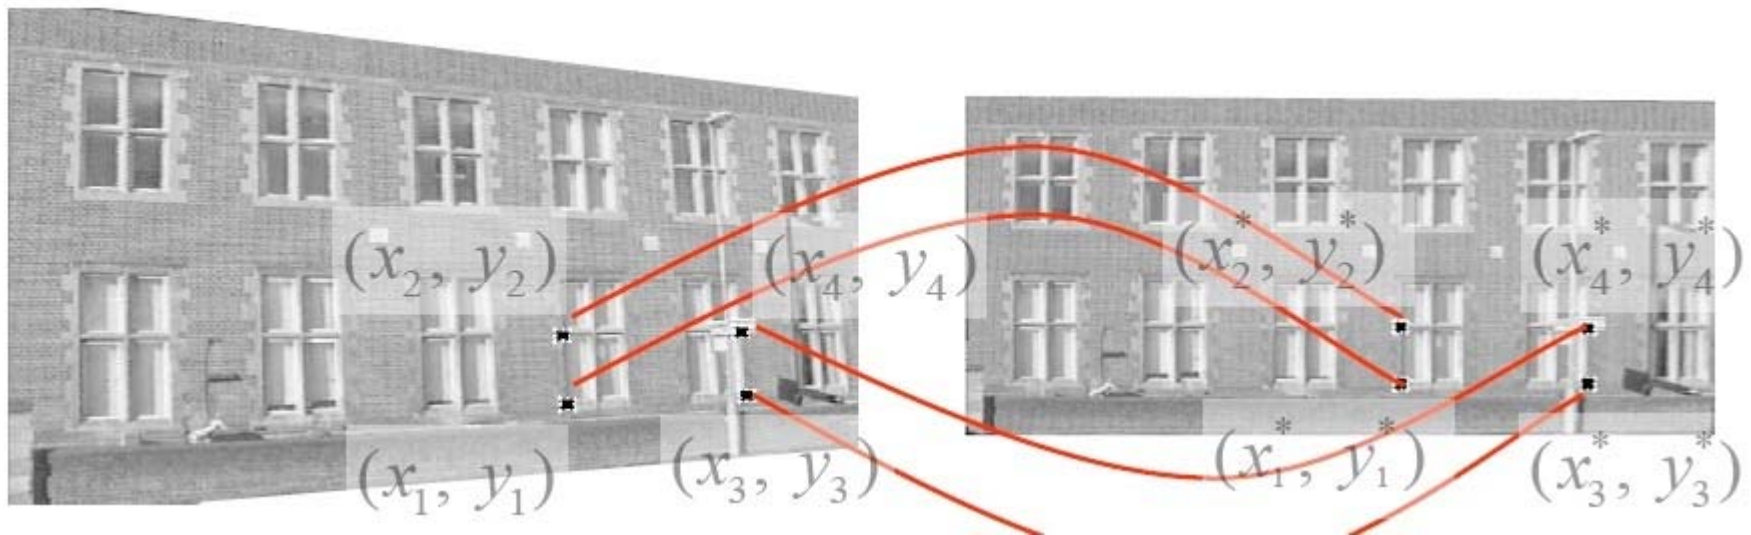 (x₂, y₂)
(x₄, y₄)
(x₂*, y₂*)
(x₄*, y₄*)
(x₁, y₁)
(x₃, y₃)
(x₁*, y₁*)
(x₃*, y₃*)